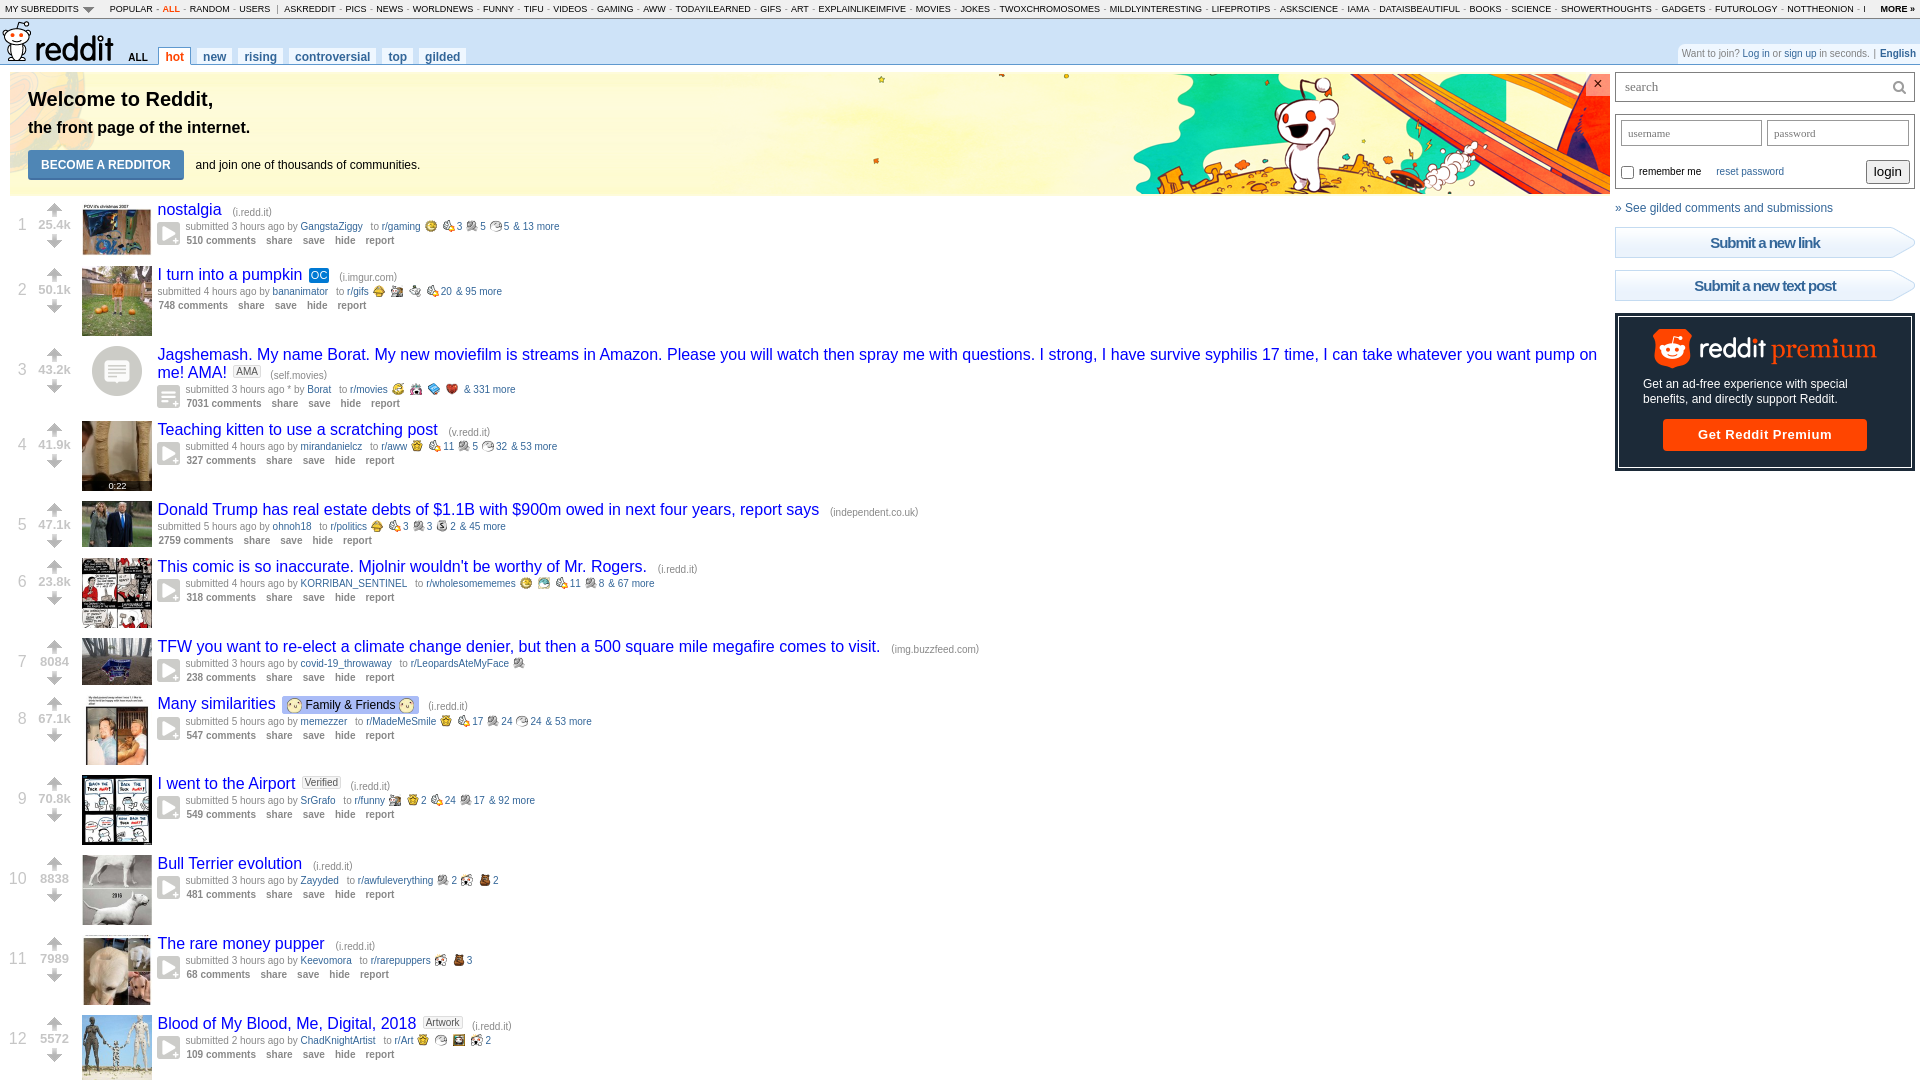 MY SUBREDDITS POPULAR - ALL - RANDOM - USERS | ASKREDDIT - PICS - NEWS - WORLDNEWS - FUNNY - TIFU - VIDEOS - GAMING - AWW - TODAYILEARNED - GIFS - ART - EXPLAINLIKEIMFIVE - MOVIES - JOKES - TWOXCHROMOSOMES - MILDLYINTERESTING - LIFEPROTIPS - ASKSCIENCE - IAMA - DATAISBEAUTIFUL - BOOKS - SCIENCE - SHOWERTHOUGHTS - GADGETS - FUTUROLOGY - NOTTHEONION - I MORE »
reddit ALL hot new rising controversial top gilded
Want to join? Log in or sign up in seconds. | English
Welcome to Reddit,
the front page of the internet.
BECOME A REDDITOR and join one of thousands of communities.
×
search
username password
remember me reset password login
» See gilded comments and submissions
Submit a new link
Submit a new text post
reddit premium
Get an ad-free experience with special
benefits, and directly support Reddit.
Get Reddit Premium
1 25.4k
POV it's christmas 2007
nostalgia (i.redd.it)
submitted 3 hours ago by GangstaZiggy to r/gaming 3 5 5 & 13 more
510 comments share save hide report
2 50.1k
I turn into a pumpkin OC (i.imgur.com)
submitted 4 hours ago by bananimator to r/gifs 20 & 95 more
748 comments share save hide report
3 43.2k
Jagshemash. My name Borat. My new moviefilm is streams in Amazon. Please you will watch then spray me with questions. I strong, I have survive syphilis 17 time, I can take whatever you want pump on
me! AMA! AMA (self.movies)
submitted 3 hours ago * by Borat to r/movies & 331 more
7031 comments share save hide report
4 41.9k
0:22
Teaching kitten to use a scratching post (v.redd.it)
submitted 4 hours ago by mirandanielcz to r/aww 11 5 32 & 53 more
327 comments share save hide report
5 47.1k
Donald Trump has real estate debts of $1.1B with $900m owed in next four years, report says (independent.co.uk)
submitted 5 hours ago by ohnoh18 to r/politics 3 3 2 & 45 more
2759 comments share save hide report
6 23.8k
This comic is so inaccurate. Mjolnir wouldn't be worthy of Mr. Rogers. (i.redd.it)
submitted 4 hours ago by KORRIBAN_SENTINEL to r/wholesomememes 11 8 & 67 more
318 comments share save hide report
7 8084
TFW you want to re-elect a climate change denier, but then a 500 square mile megafire comes to visit. (img.buzzfeed.com)
submitted 3 hours ago by covid-19_throwaway to r/LeopardsAteMyFace
238 comments share save hide report
8 67.1k
Many similarities Family & Friends (i.redd.it)
submitted 5 hours ago by memezzer to r/MadeMeSmile 17 24 24 & 53 more
547 comments share save hide report
9 70.8k
I went to the Airport Verified (i.redd.it)
submitted 5 hours ago by SrGrafo to r/funny 2 24 17 & 92 more
549 comments share save hide report
10 8838
2016
Bull Terrier evolution (i.redd.it)
submitted 3 hours ago by Zayyded to r/awfuleverything 2 2
481 comments share save hide report
11 7989
The rare money pupper (i.redd.it)
submitted 3 hours ago by Keevomora to r/rarepuppers 3
68 comments share save hide report
12 5572
Blood of My Blood, Me, Digital, 2018 Artwork (i.redd.it)
submitted 2 hours ago by ChadKnightArtist to r/Art 2
109 comments share save hide report